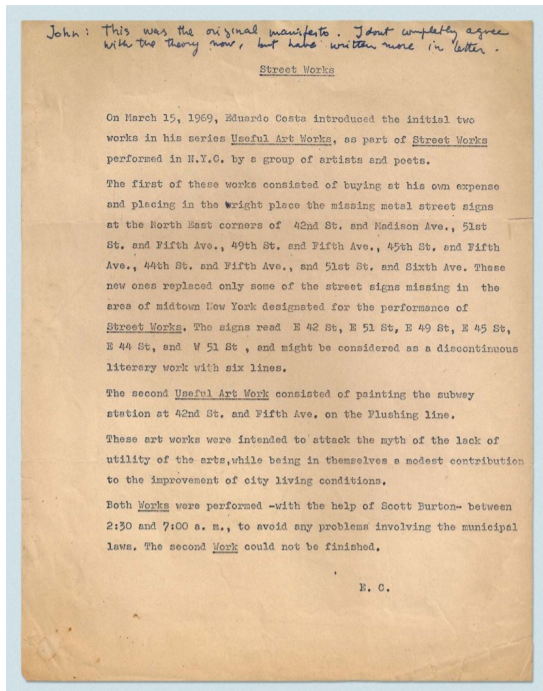 John: This was the original manifesto. I dont completly agree
with the theory now, but have written more in letter.
Street Works
On March 15, 1969, Eduardo Costa introduced the initial two
works in his series Useful Art Works, as part of Street Works
performed in N.Y.C. by a group of artists and poets.
The first of these works consisted of buying at his own expense
and placing in the wright place the missing metal street signs
at the North East corners of 42nd St. and Madison Ave., 51st
St. and Fifth Ave., 49th St. and Fifth Ave., 45th St. and Fifth
Ave., 44th St. and Fifth Ave., and 51st St. and Sixth Ave. These
new ones replaced only some of the street signs missing in the
area of midtown New York designated for the performance of
Street Works. The signs read E 42 St, E 51 St, E 49 St, E 45 St,
E 44 St, and W 51 St , and might be considered as a discontinuous
literary work with six lines.
The second Useful Art Work consisted of painting the subway
station at 42nd St. and Fifth Ave. on the Flushing line.
These art works were intended to attack the myth of the lack of
utility of the arts,while being in themselves a modest contribution
to the improvement of city living conditions.
Both Works were performed -with the help of Scott Burton- between
2:30 and 7:00 a. m., to avoid any problems involving the municipal
laws. The second Work could not be finished.
E. C.